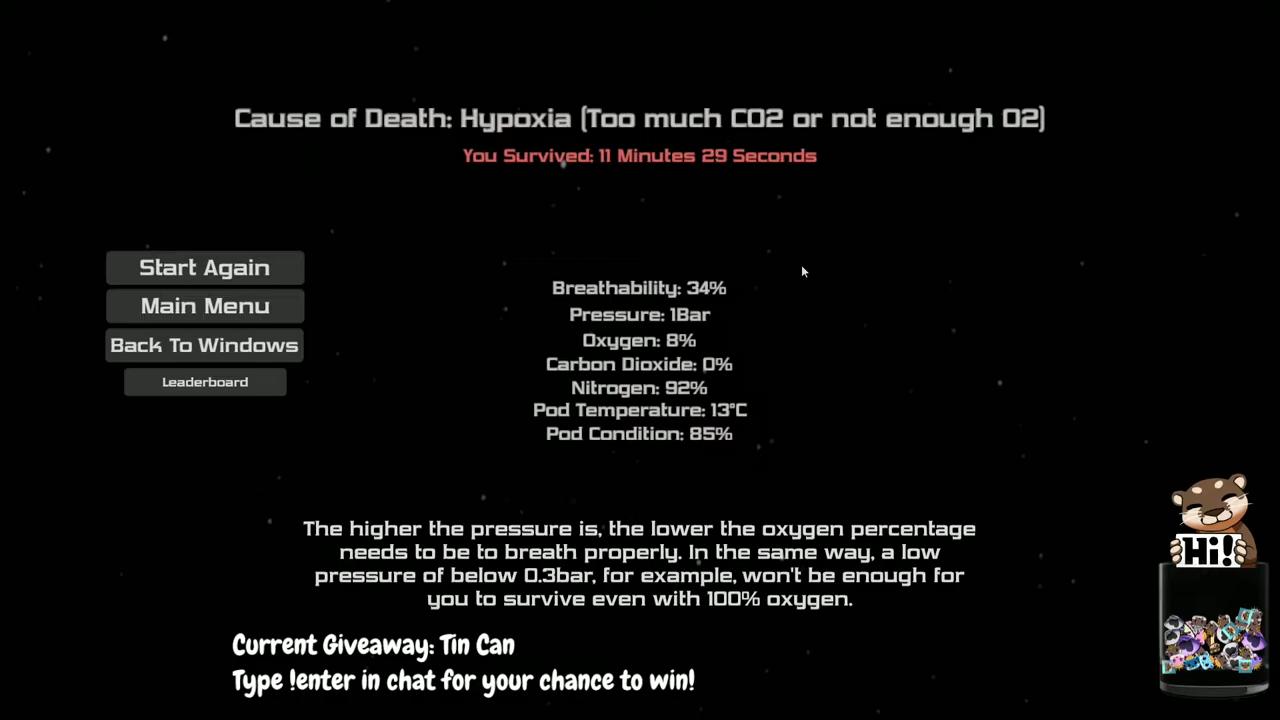 Cause of Death: Hypoxia (Too much CO2 or not enough O2)
You Survived: 11 Minutes 29 Seconds
Start Again
Main Menu
Back To Windows
Leaderboard
Breathability: 34%
Pressure: 1Bar
Oxygen: 8%
Carbon Dioxide: 0%
Nitrogen: 92%
Pod Temperature: 13°C
Pod Condition: 85%
The higher the pressure is, the lower the oxygen percentage
needs to be to breath properly. In the same way, a low
pressure of below 0.3bar, for example, won't be enough for
you to survive even with 100% oxygen.
Current Giveaway: Tin Can
Type !enter in chat for your chance to win!
Hi!